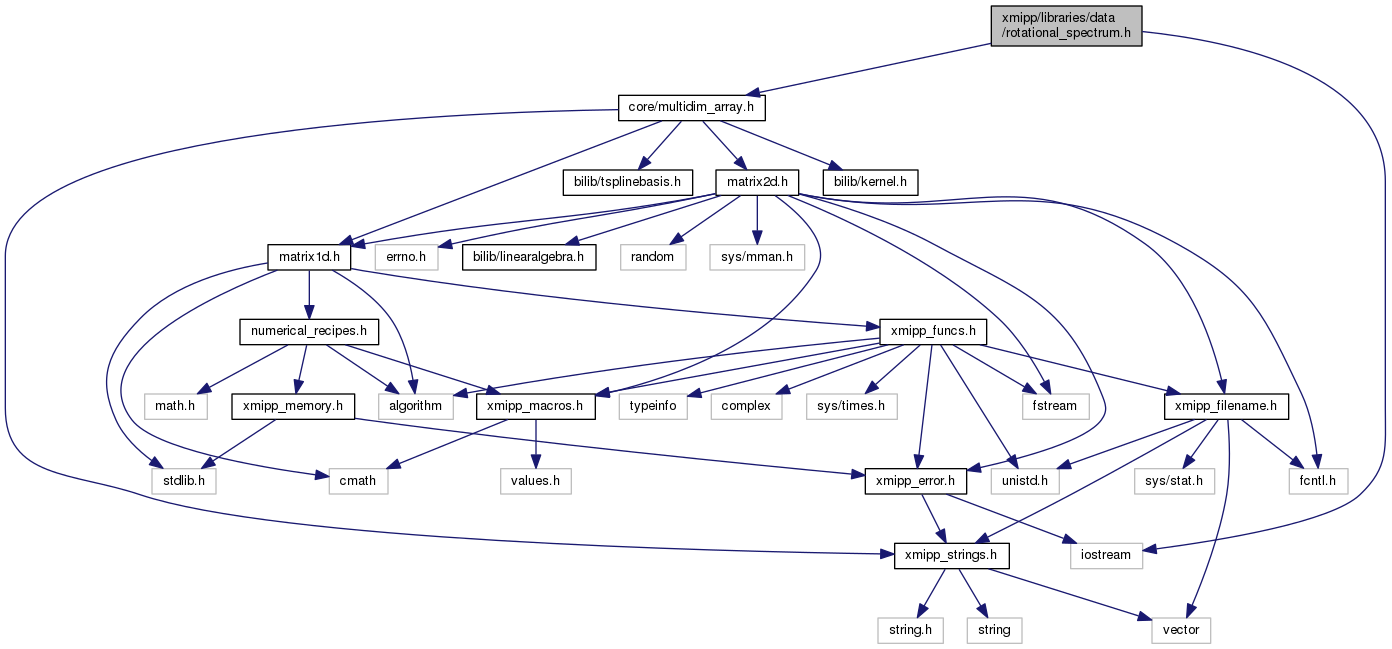 xmipp/libraries/data
/rotational_spectrum.h
core/multidim_array.h
bilib/tsplinebasis.h
matrix2d.h
bilib/kernel.h
matrix1d.h
errno.h
bilib/linearalgebra.h
random
sys/mman.h
numerical_recipes.h
xmipp_funcs.h
math.h
xmipp_memory.h
algorithm
xmipp_macros.h
typeinfo
complex
sys/times.h
fstream
xmipp_filename.h
stdlib.h
cmath
values.h
xmipp_error.h
unistd.h
sys/stat.h
fcntl.h
xmipp_strings.h
iostream
string.h
string
vector